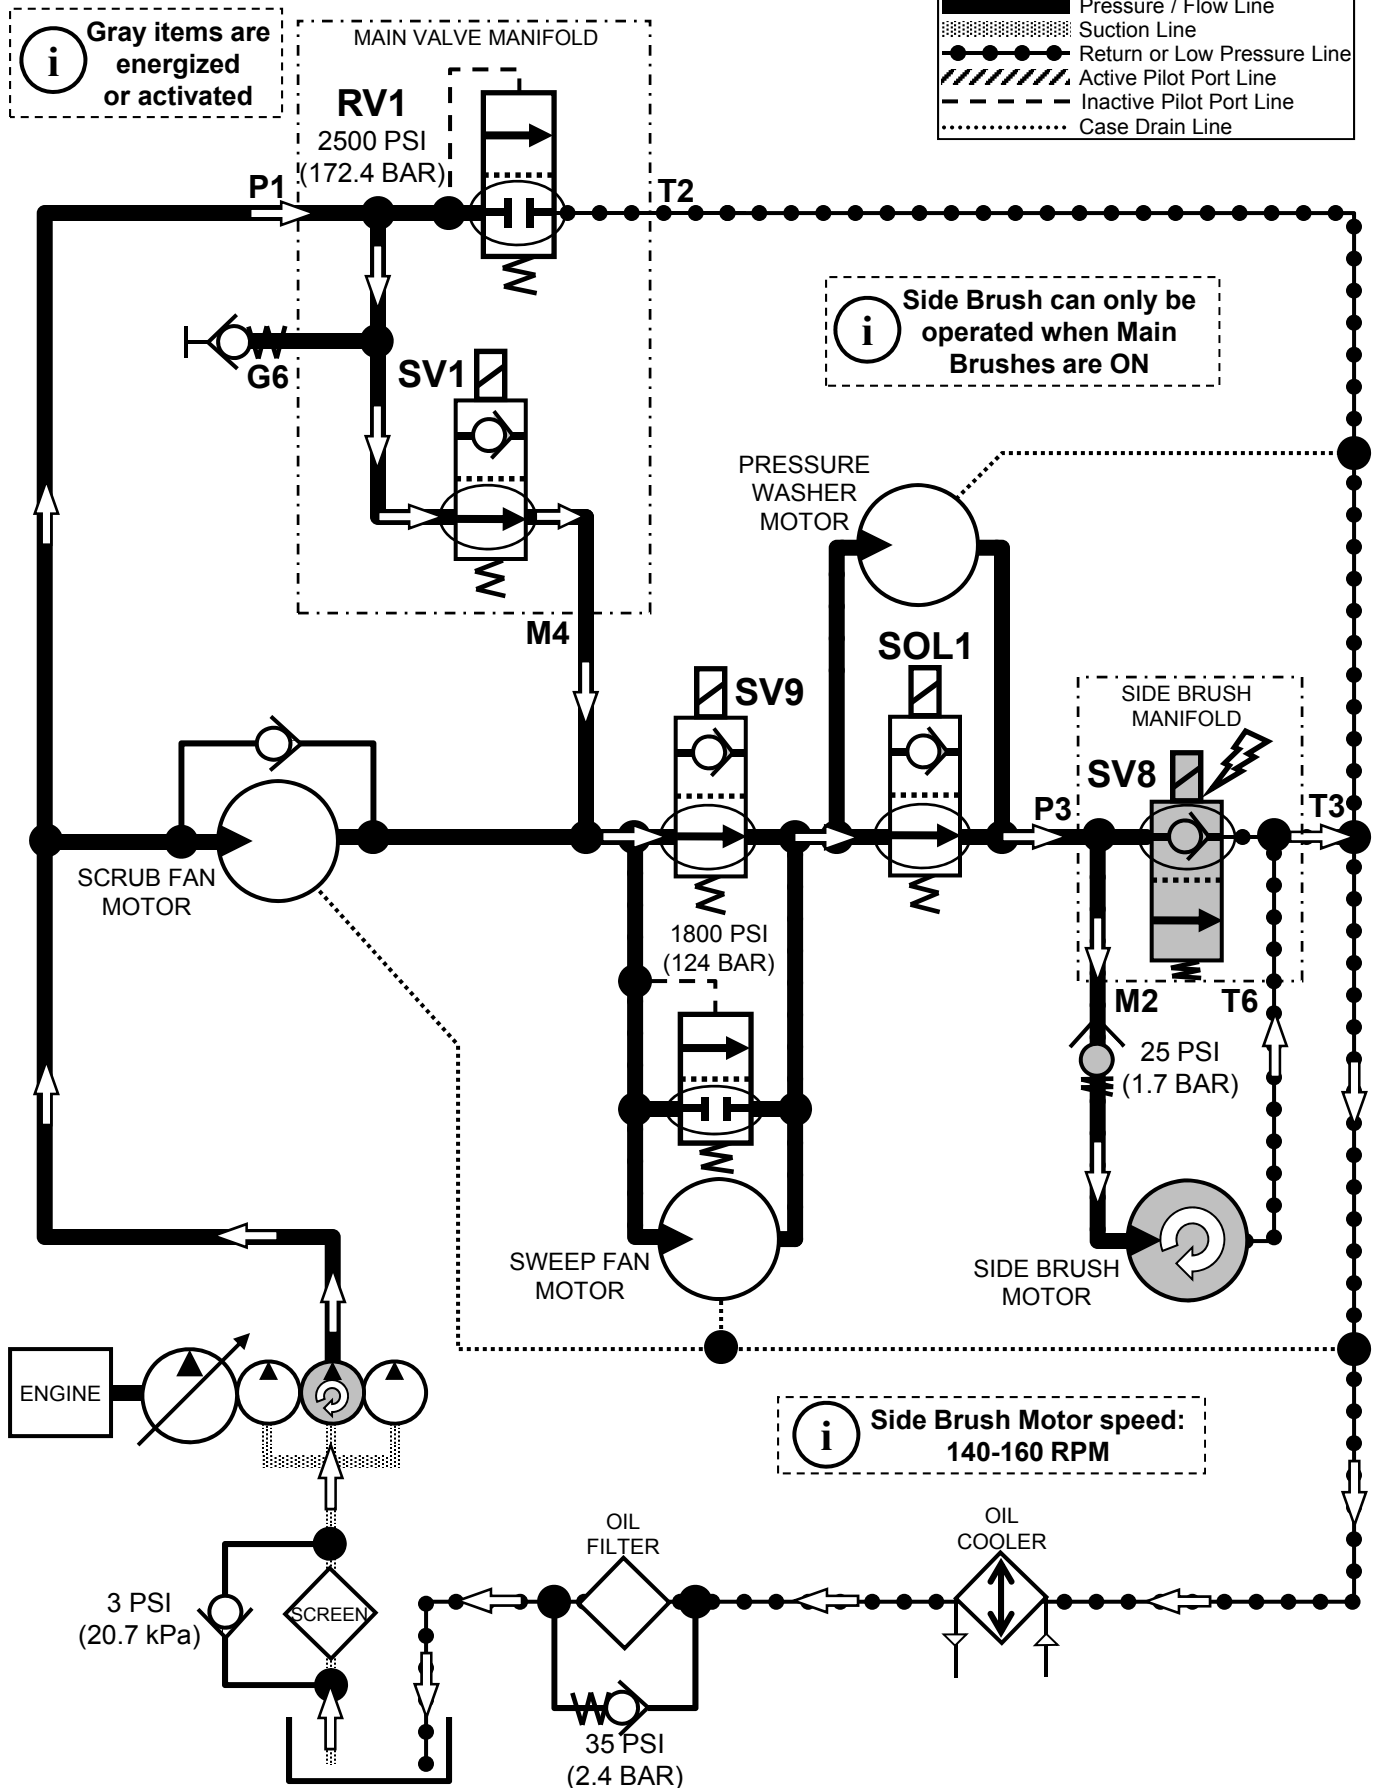 i
Gray items are
energized
or activated
MAIN VALVE MANIFOLD
Pressure / Flow Line
Suction Line
Return or Low Pressure Line
Active Pilot Port Line
Inactive Pilot Port Line
Case Drain Line
RV1
2500 PSI
(172.4 BAR)
P1
T2
i
Side Brush can only be
operated when Main
Brushes are ON
G6
SV1
PRESSURE
WASHER
MOTOR
M4
SOL1
SV9
SIDE BRUSH
MANIFOLD
SV8
P3
T3
SCRUB FAN
MOTOR
1800 PSI
(124 BAR)
M2
T6
25 PSI
(1.7 BAR)
SWEEP FAN
MOTOR
SIDE BRUSH
MOTOR
ENGINE
i
Side Brush Motor speed:
140-160 RPM
OIL
FILTER
OIL
COOLER
3 PSI
(20.7 kPa)
SCREEN
35 PSI
(2.4 BAR)